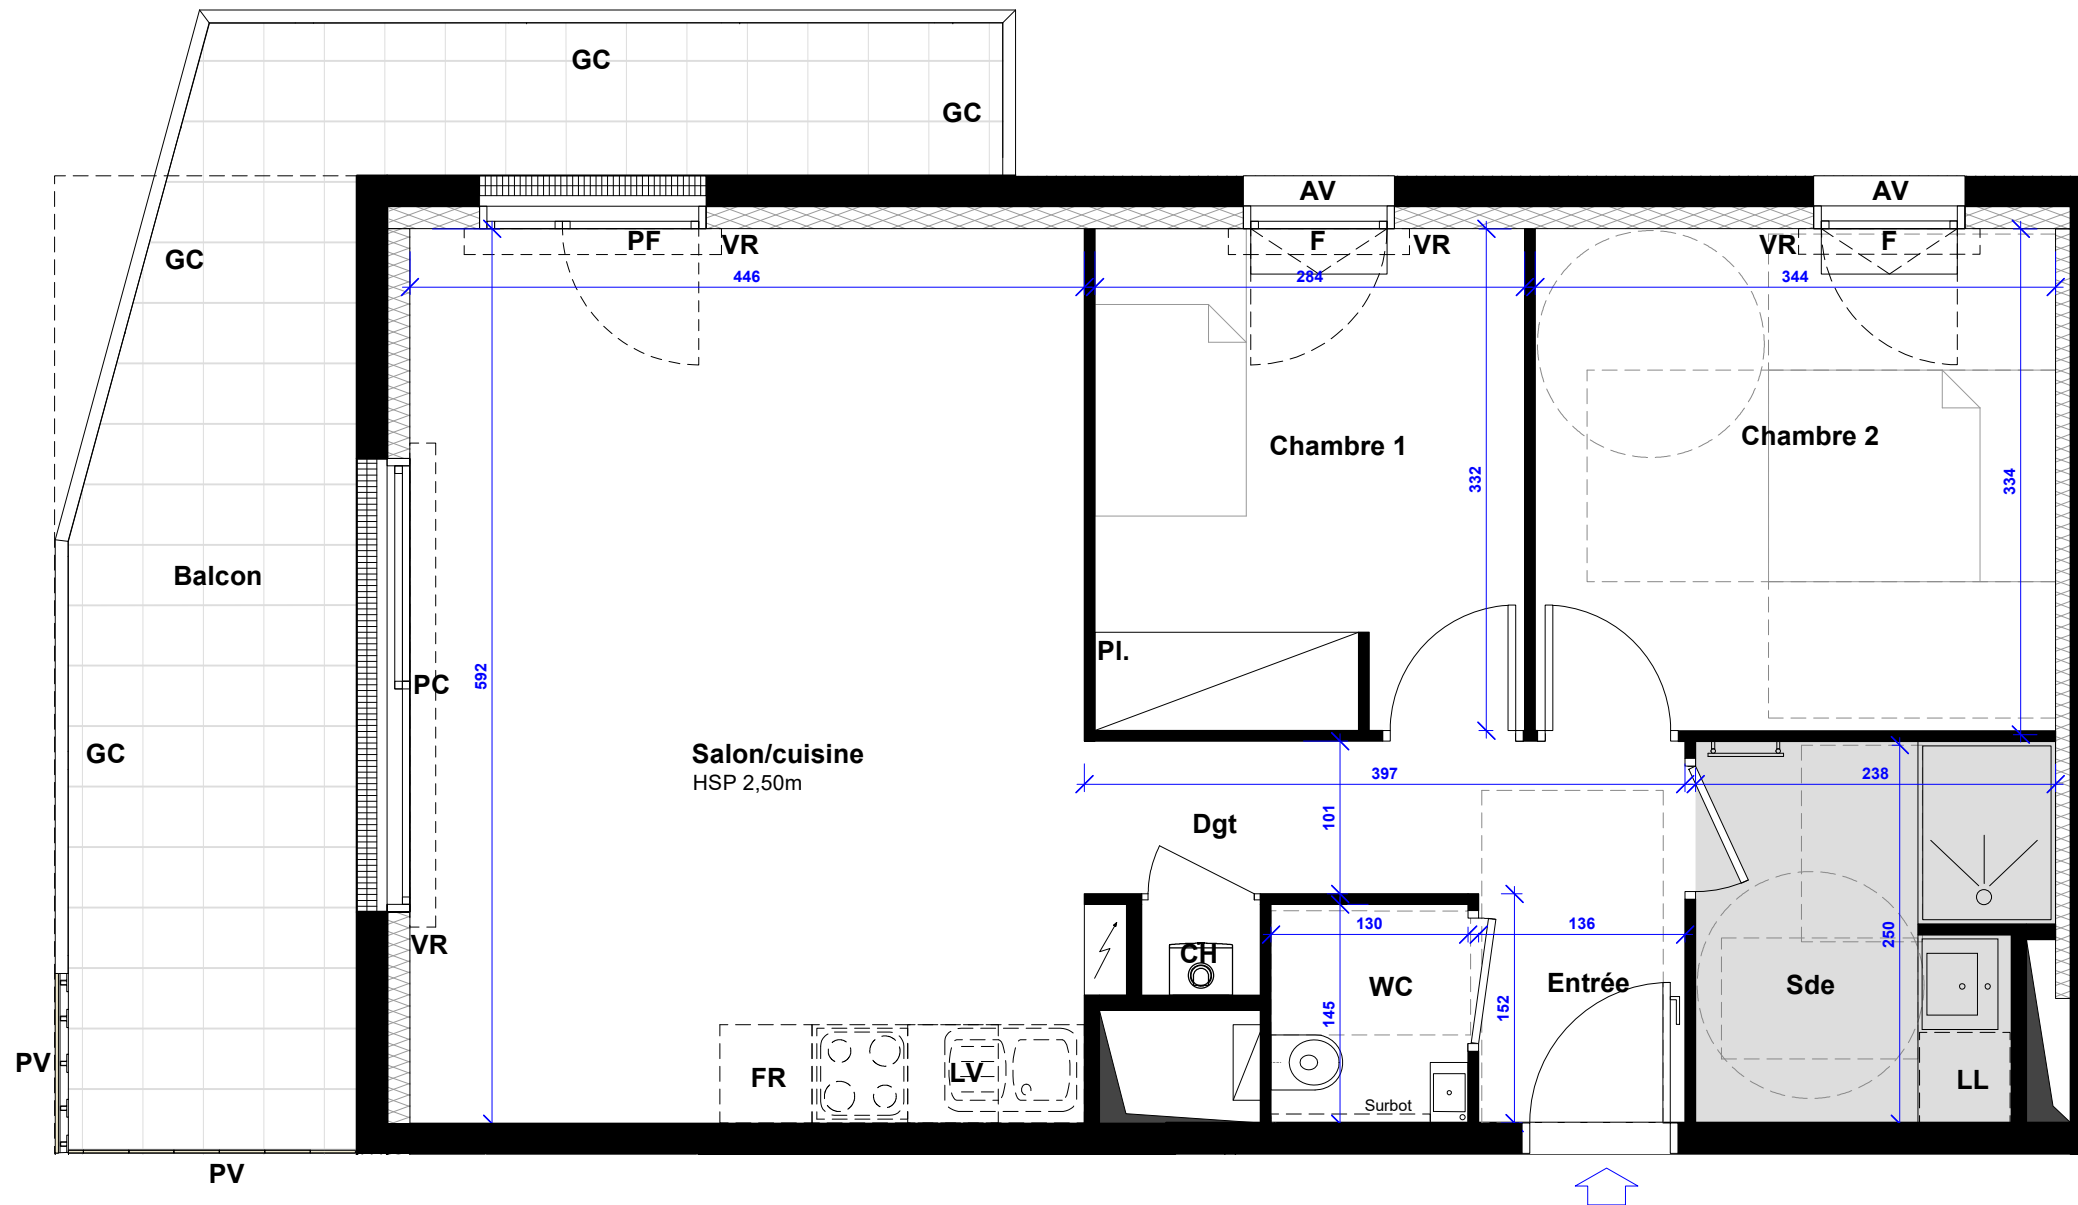 GC
GC
AV
AV
PF
VR
F
VR
VR
F
GC
446
284
344
Chambre 2
Chambre 1
332
334
Balcon
Pl.
592
PC
GC
Salon/cuisine
HSP 2,50m
397
238
101
Dgt
130
136
250
VR
CH
WC
Entrée
Sde
145
152
PV
FR
LV
LL
Surbot
PV